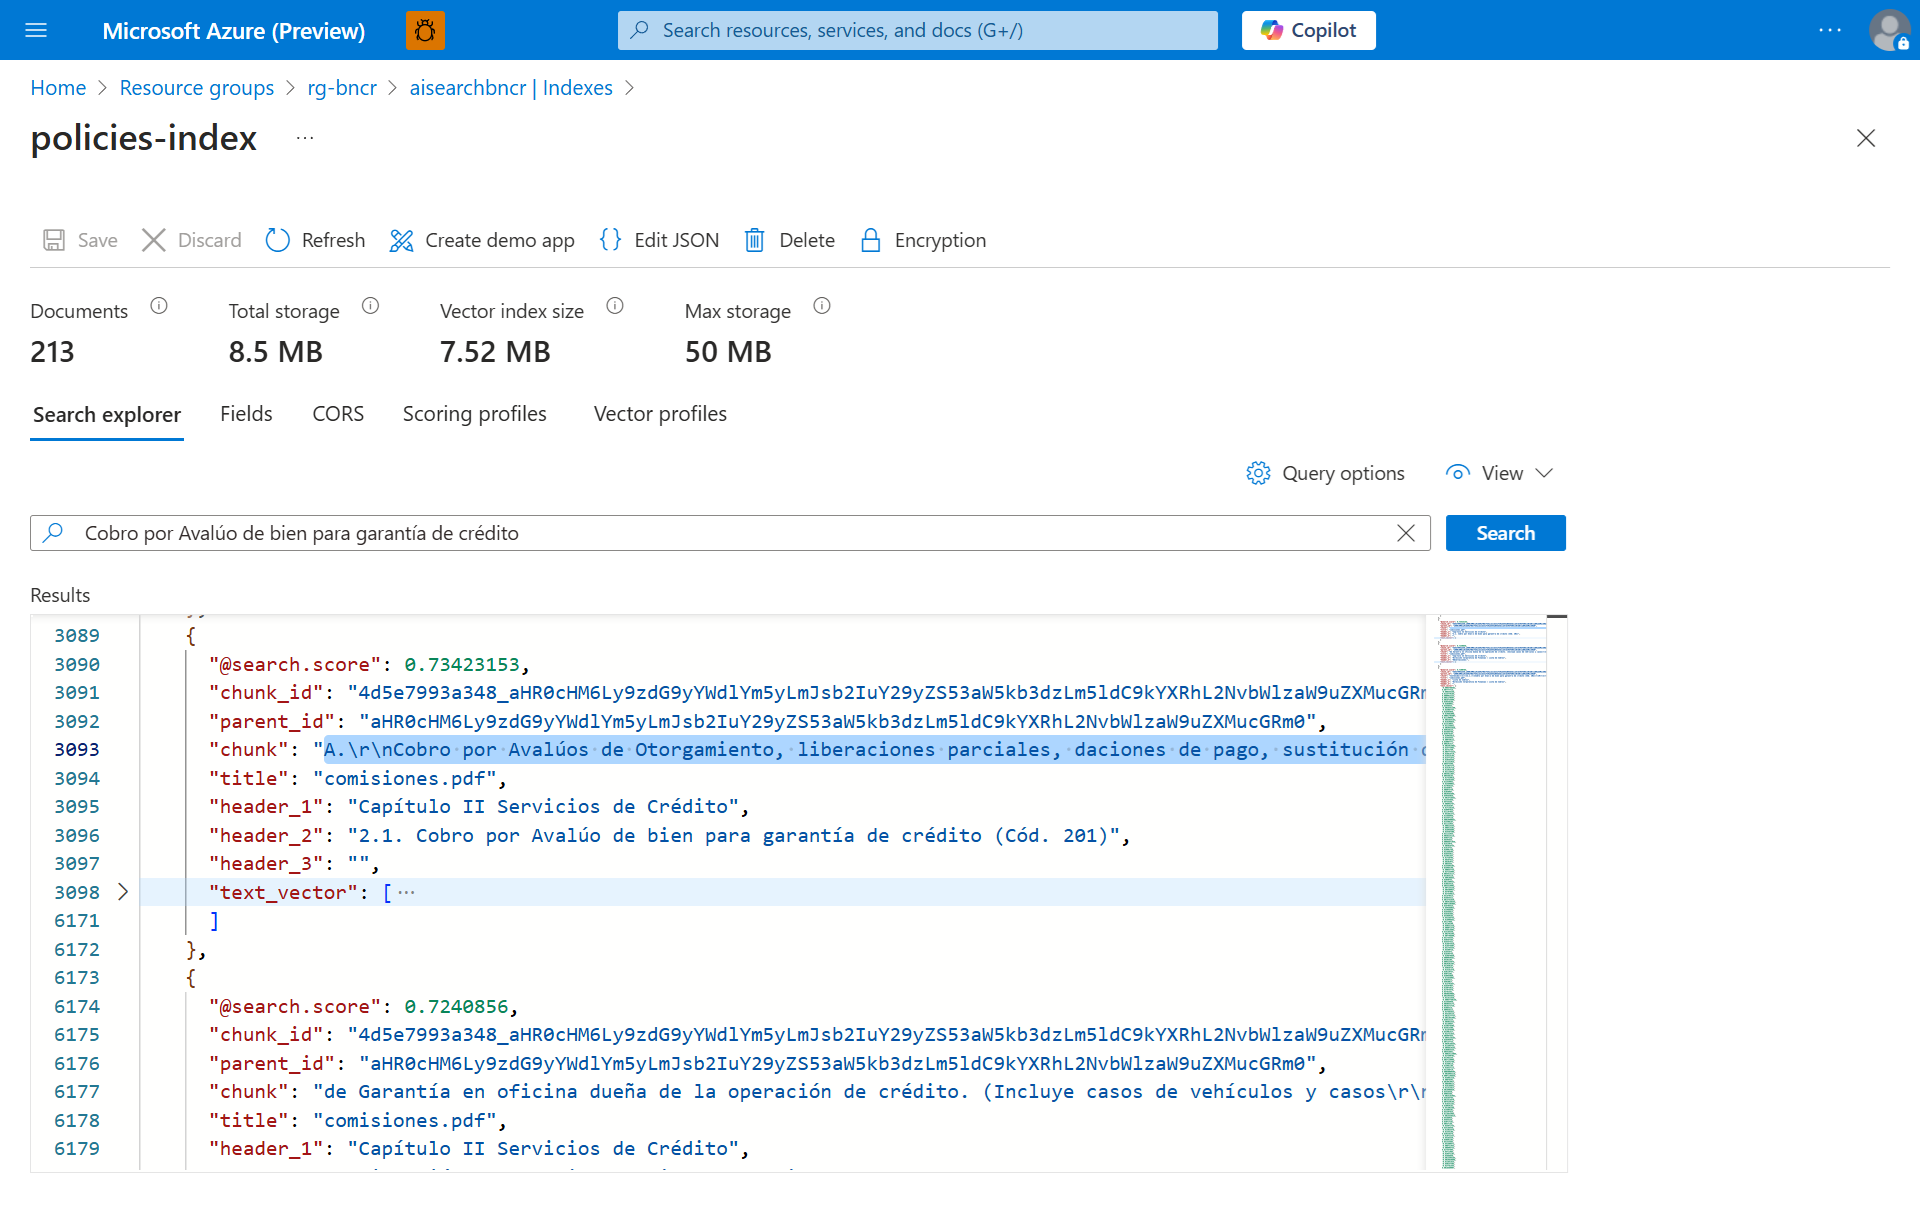 Microsoft Azure (Preview)
Search resources, services, and docs (G+/)
Copilot
Home > Resource groups > rg-bncr > aisearchbncr | Indexes >
policies-index
Save Discard Refresh Create demo app Edit JSON Delete Encryption
Documents Total storage Vector index size Max storage
213 8.5 MB 7.52 MB 50 MB
Search explorer Fields CORS Scoring profiles Vector profiles
Query options View
Cobro por Avalúo de bien para garantía de crédito
Search
Results
3089 {
3090 "@search.score": 0.73423153,
3091 "chunk_id": "4d5e7993a348_aHR0cHM6Ly9zdG9yYWdlYm5yLmJsb2IuY29yZS53aW5kb3dzLm5ldC9kYXRhL2NvbWlzaW9uZXMucGRm
3092 "parent_id": "aHR0cHM6Ly9zdG9yYWdlYm5yLmJsb2IuY29yZS53aW5kb3dzLm5ldC9kYXRhL2NvbWlzaW9uZXMucGRm0",
3093 "chunk": "A.\r\nCobro por Avalúos de Otorgamiento, liberaciones parciales, daciones de pago, sustitución
3094 "title": "comisiones.pdf",
3095 "header_1": "Capítulo II Servicios de Crédito",
3096 "header_2": "2.1. Cobro por Avalúo de bien para garantía de crédito (Cód. 201)",
3097 "header_3": "",
3098 "text_vector": [ ···
6171 ]
6172 },
6173 {
6174 "@search.score": 0.7240856,
6175 "chunk_id": "4d5e7993a348_aHR0cHM6Ly9zdG9yYWdlYm5yLmJsb2IuY29yZS53aW5kb3dzLm5ldC9kYXRhL2NvbWlzaW9uZXMucGRm
6176 "parent_id": "aHR0cHM6Ly9zdG9yYWdlYm5yLmJsb2IuY29yZS53aW5kb3dzLm5ldC9kYXRhL2NvbWlzaW9uZXMucGRm0",
6177 "chunk": "de Garantía en oficina dueña de la operación de crédito. (Incluye casos de vehículos y casos\r\
6178 "title": "comisiones.pdf",
6179 "header_1": "Capítulo II Servicios de Crédito",